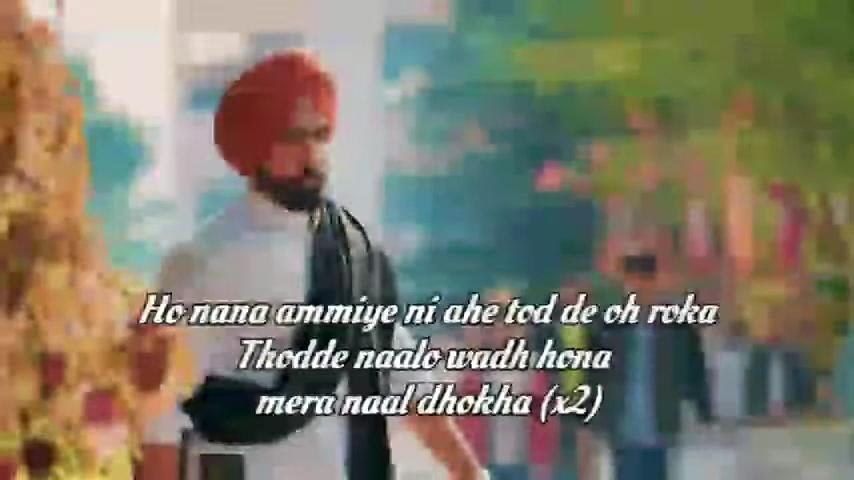 Ho nana ammiye ni ahe tod de oh roka
Thodde naalo wadh hona
mera naal dhokha (x2)